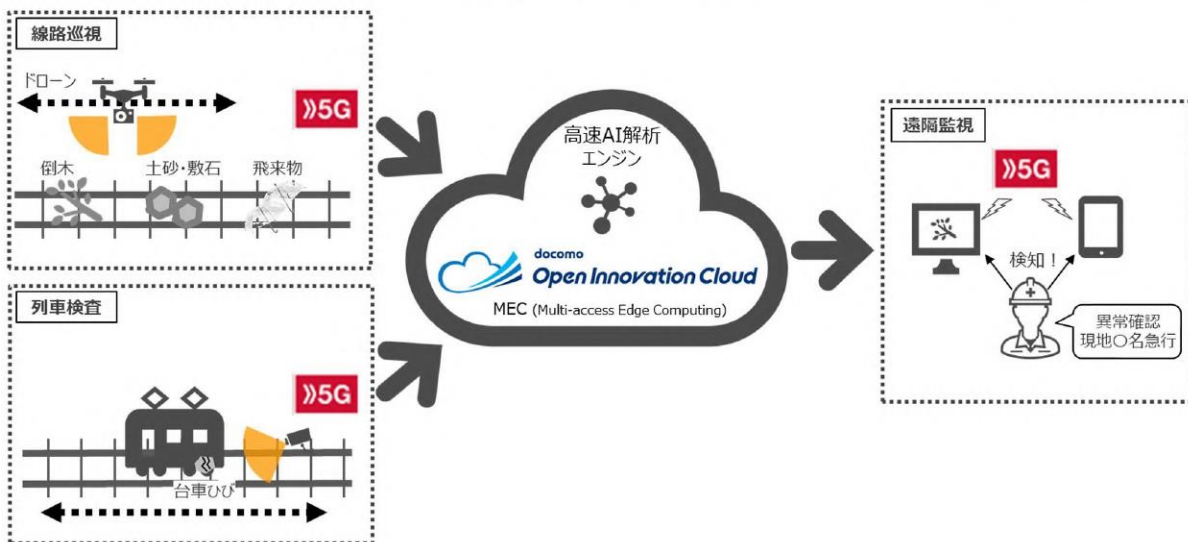 線路巡視
ドローン
5G
倒木
土砂・敷石
飛来物
列車検査
5G
台車ひび
高速AI解析
エンジン
docomo
Open Innovation Cloud
MEC (Multi-access Edge Computing)
遠隔監視
5G
検知！
異常確認
現地〇名急行